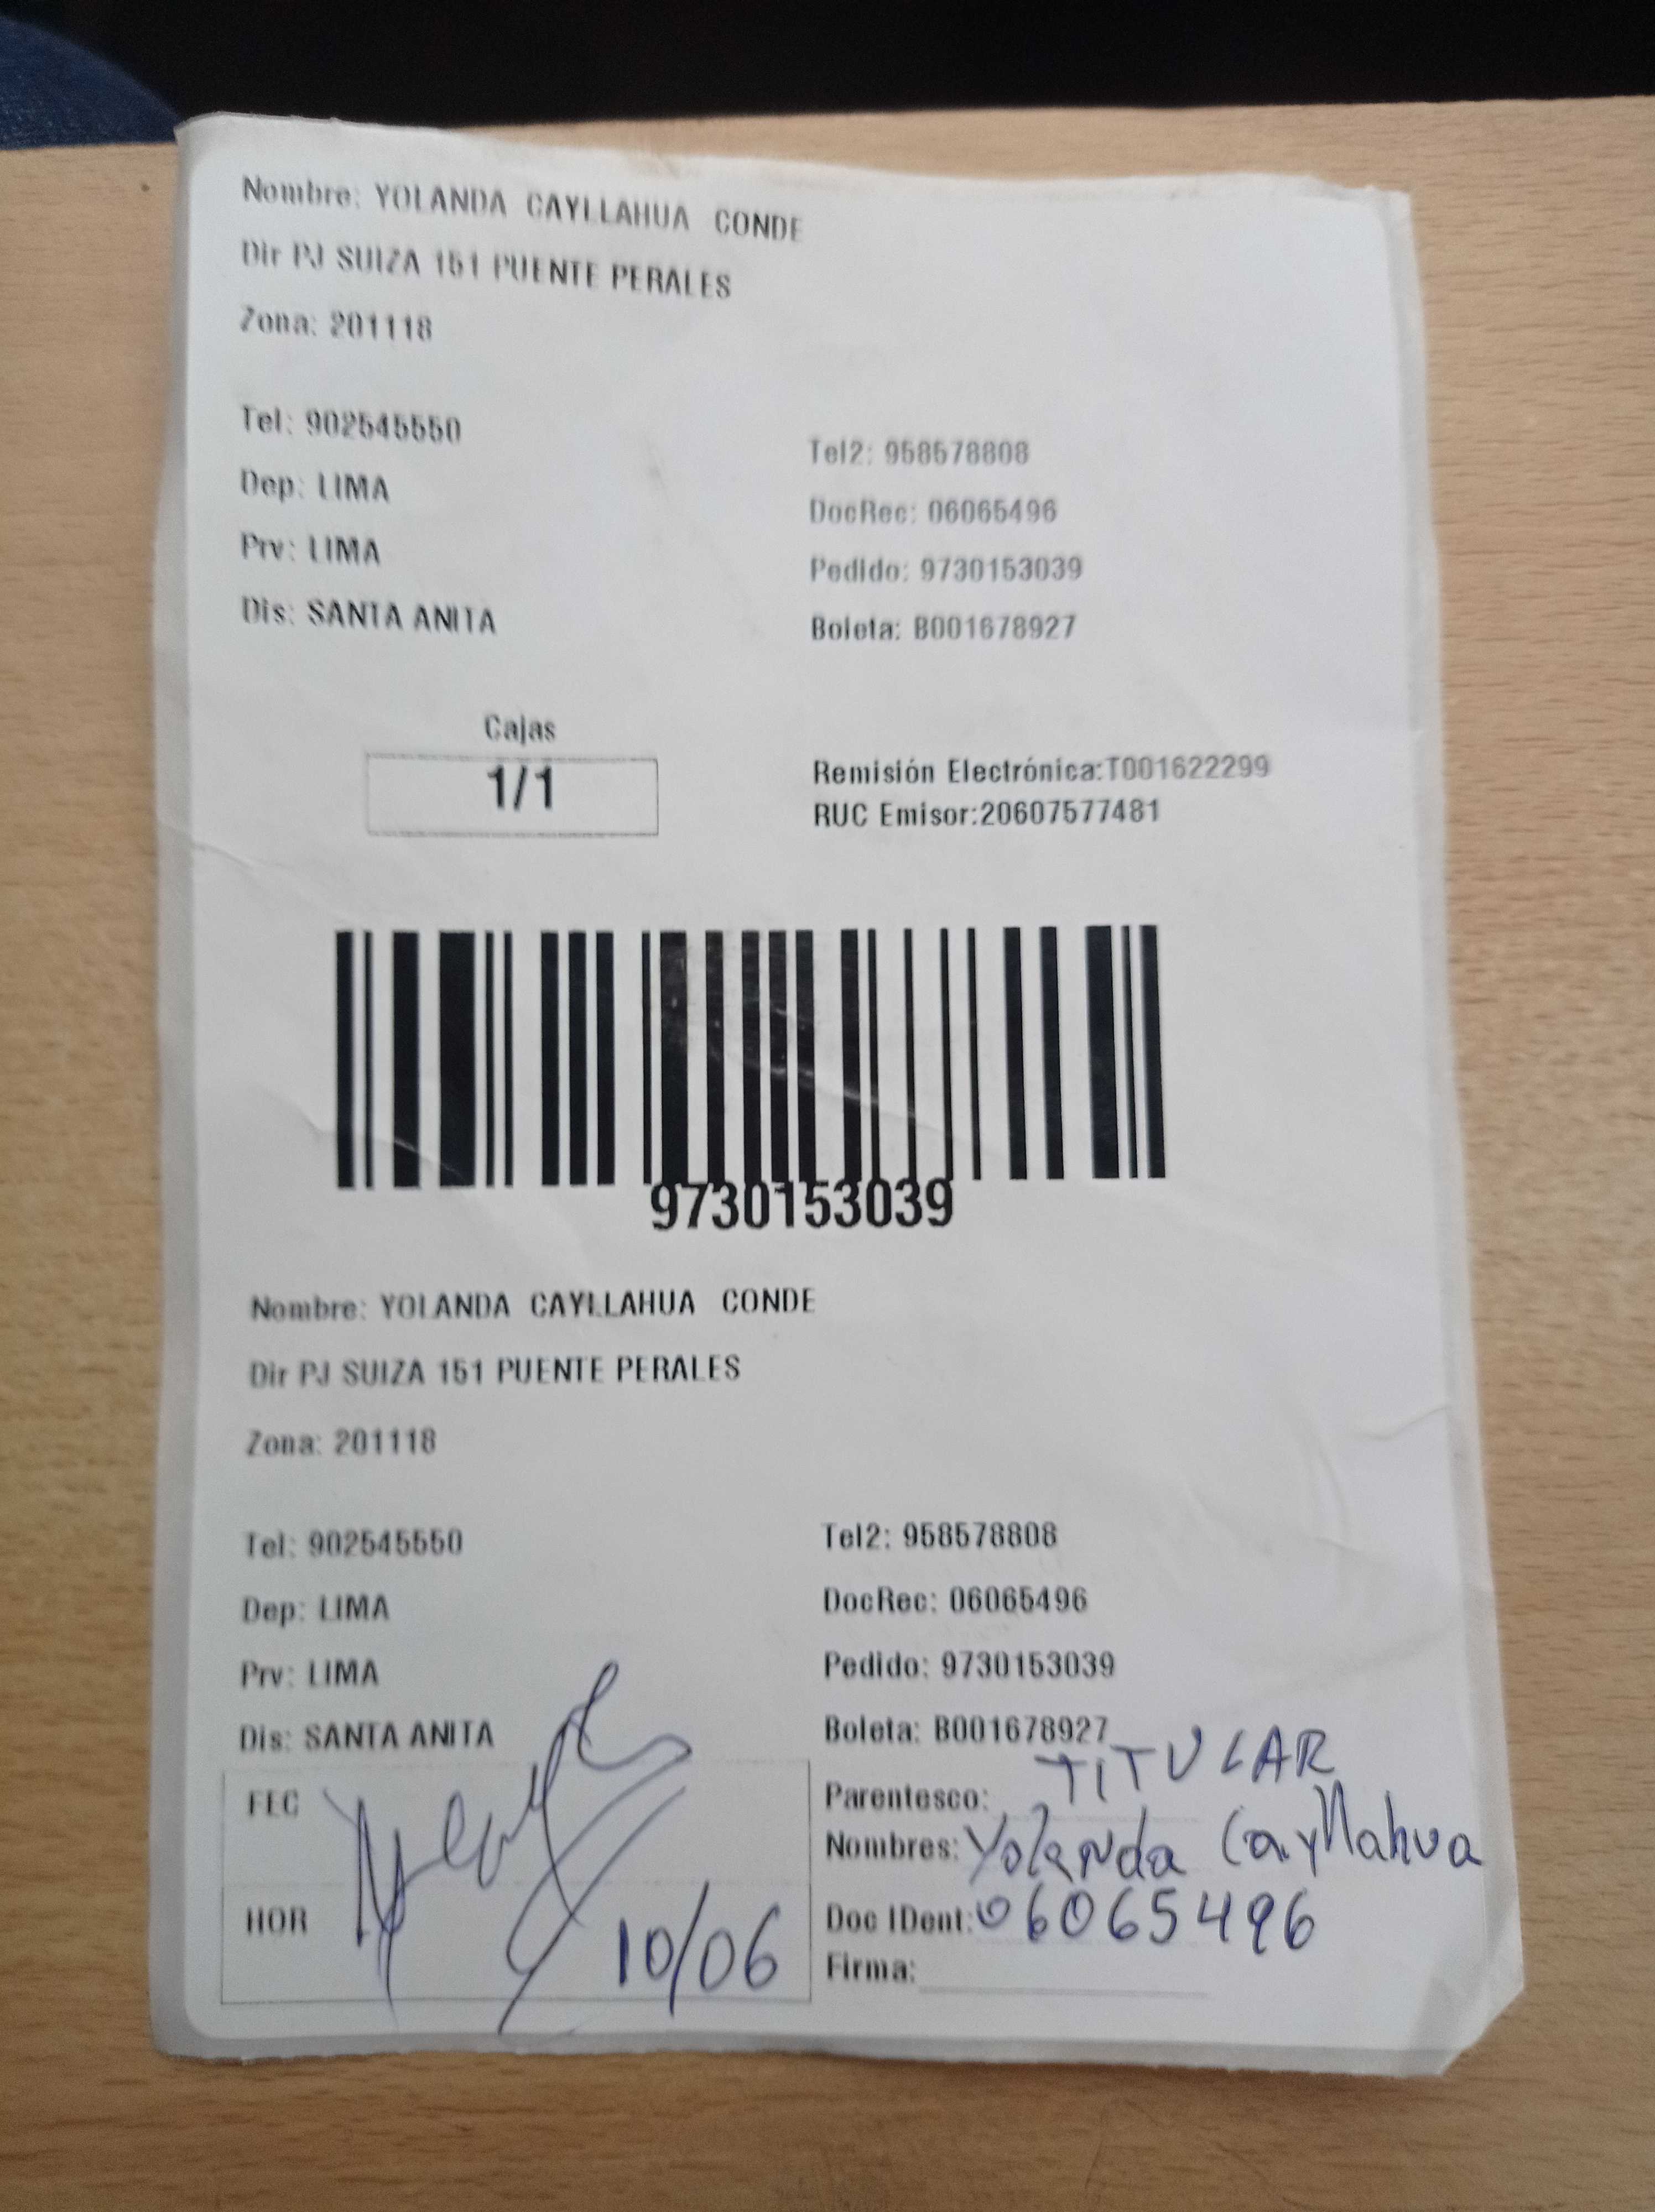 Nombre: YOLANDA CAYLLAHUA CONDE
Dir PJ SUIZA 151 PUENTE PERALES
Zona: 201118
Tel: 902545550
Tel2: 958578808
Dep: LIMA
DocRec: 06065496
Prv: LIMA
Pedido: 9730153039
Dis: SANTA ANITA
Boleta: B001678927
Cajas
1/1
Remisión Electrónica:T001622299
RUC Emisor:20607577481
9730153039
Nombre: YOLANDA CAYLLAHUA CONDE
Dir PJ SUIZA 151 PUENTE PERALES
Zona: 201118
Tel: 902545550
Tel2: 958578808
Dep: LIMA
DocRec: 06065496
Prv: LIMA
Pedido: 9730153039
Dis: SANTA ANITA
Boleta: B001678927
FEC
HOR
10/06
Parentesco: TITULAR
Nombres: Yolanda Cayllahua
Doc IDent: 06065496
Firma: